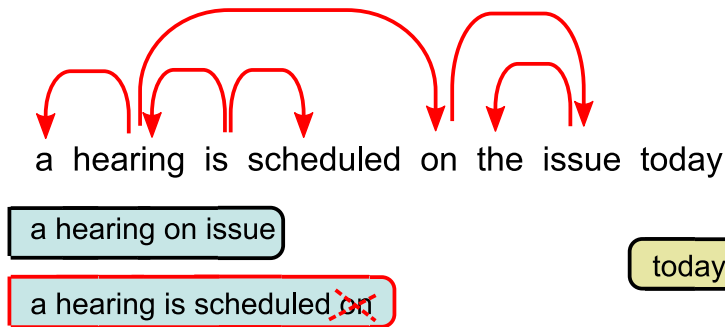 a hearing is scheduled on the issue today
a hearing on issue
today
a hearing is scheduled on